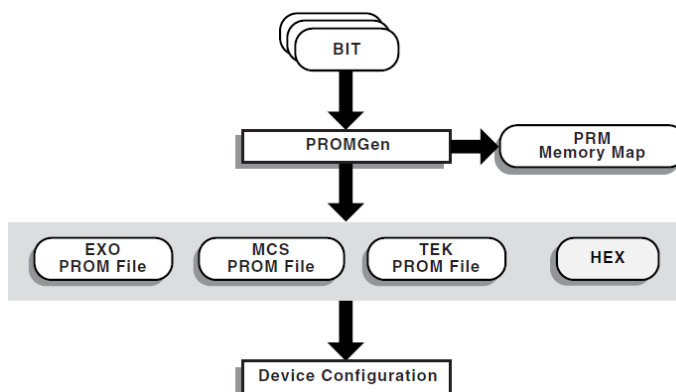 BIT
PROMGen
PRM
Memory Map
EXO
PROM File
MCS
PROM File
TEK
PROM File
HEX
Device Configuration